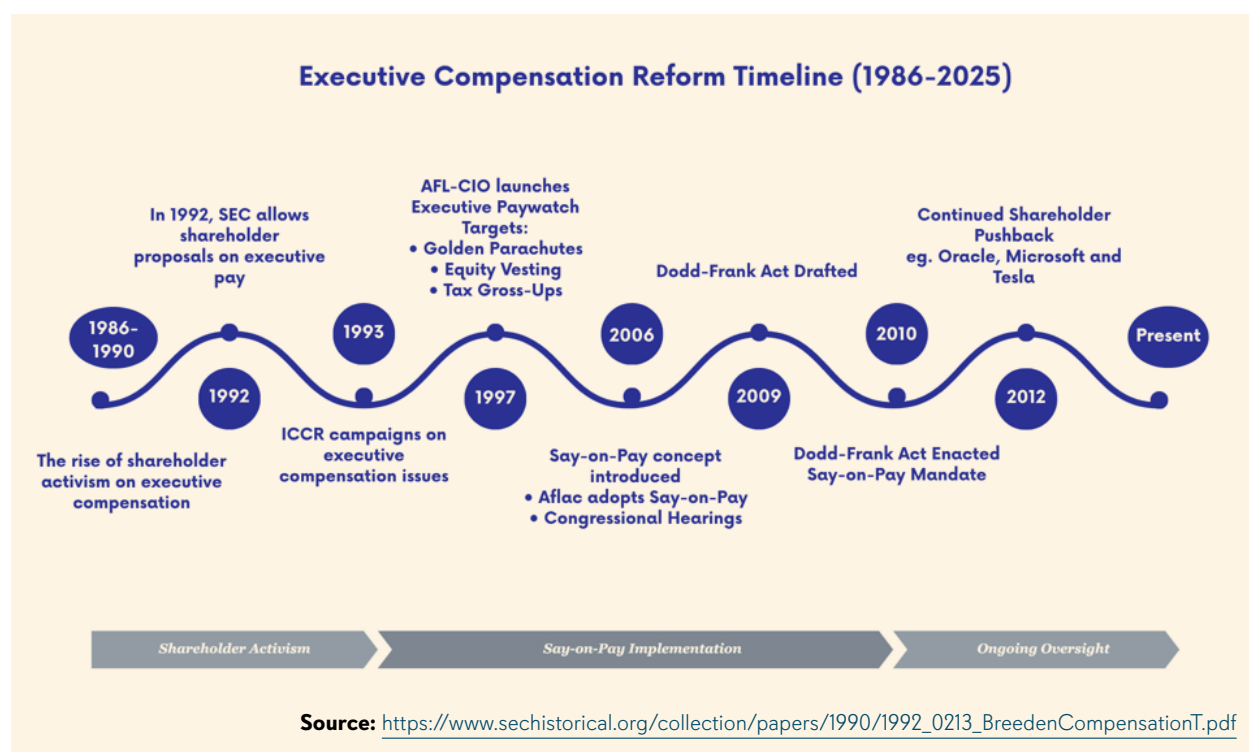 Executive Compensation Reform Timeline (1986-2025)
1986-
1990
The rise of shareholder
activism on executive
compensation
In 1992, SEC allows
shareholder
proposals on executive
pay
1992
1993
ICCR campaigns on
executive
compensation issues
AFL-CIO launches
Executive Paywatch
Targets:
• Golden Parachutes
• Equity Vesting
• Tax Gross-Ups
1997
2006
Say-on-Pay concept
introduced
• Aflac adopts Say-on-Pay
• Congressional Hearings
Dodd-Frank Act Drafted
2009
2010
Dodd-Frank Act Enacted
Say-on-Pay Mandate
Continued Shareholder
Pushback
eg. Oracle, Microsoft and
Tesla
2012
Present
Shareholder Activism
Say-on-Pay Implementation
Ongoing Oversight
Source: https://www.sechistorical.org/collection/papers/1990/1992_0213_BreedenCompensationT.pdf